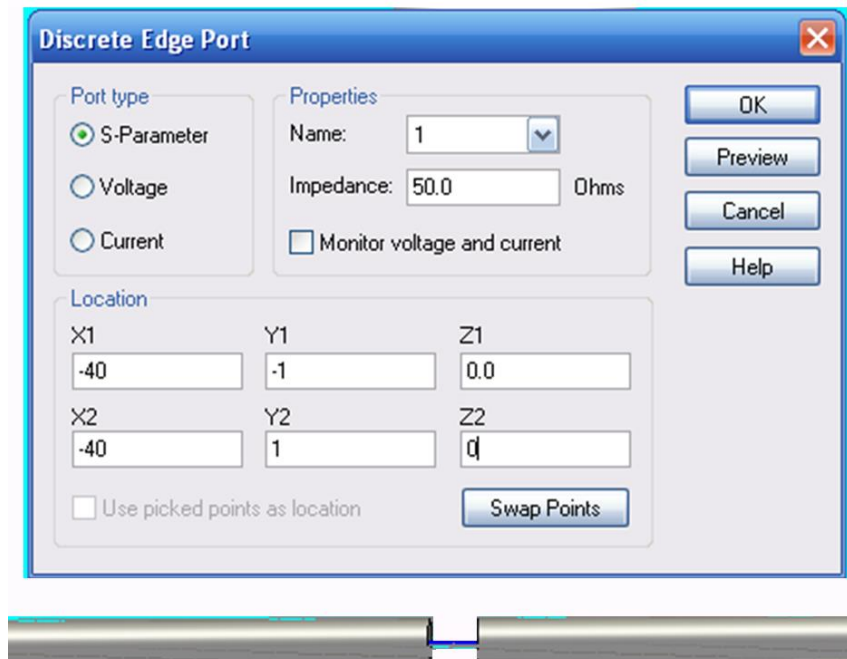 Discrete Edge Port
Port type
S-Parameter
Voltage
Current
Properties
Name: 1
Impedance: 50.0 Ohms
Monitor voltage and current
OK
Preview
Cancel
Help
Location
X1 Y1 Z1
-40 -1 0.0
X2 Y2 Z2
-40 1 0
Use picked points as location
Swap Points